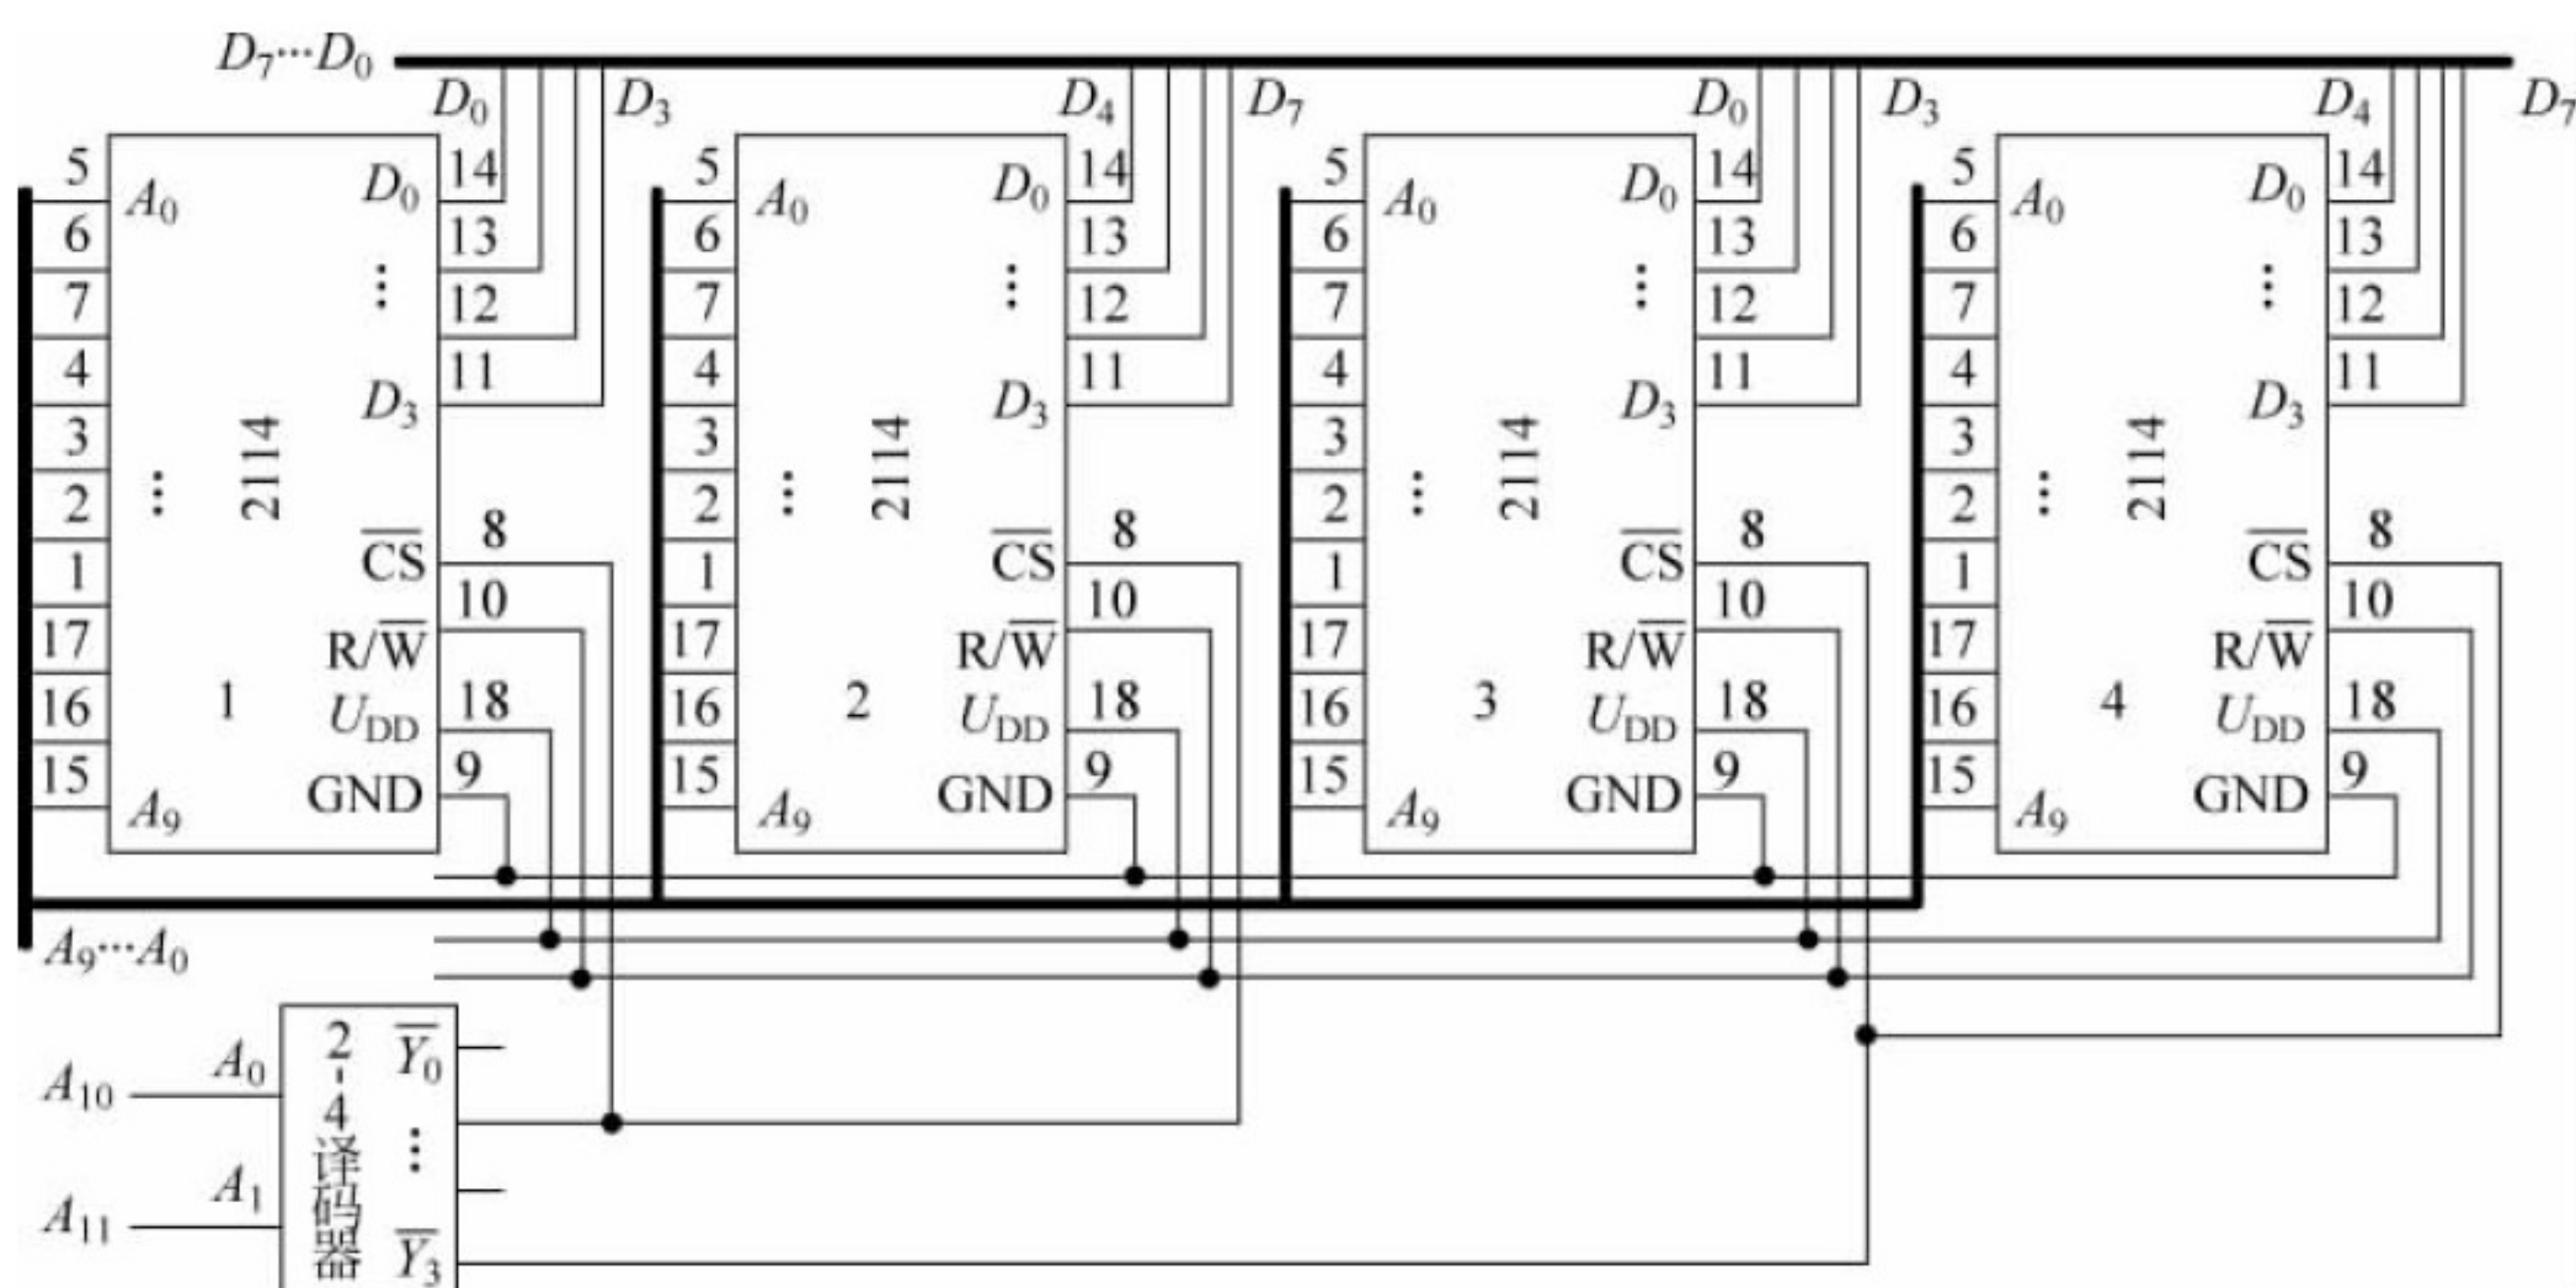 D7···D0
D0 D3 D4 D7 D0 D3 D4 D7
5 A0 D0 14 5 A0 D0 14 5 A0 D0 14 5 A0 D0 14
6 13 6 13 6 13 6 13
7 ⋮ 12 7 ⋮ 12 7 ⋮ 12 7 ⋮ 12
4 D3 11 4 D3 11 4 D3 11 4 D3 11
3 3 3 3
2 ⋮ 2114 2 ⋮ 2114 2 ⋮ 2114 2 ⋮ 2114
1 C̅S̅ 8 1 C̅S̅ 8 1 C̅S̅ 8 1 C̅S̅ 8
17 R/W̅ 10 17 R/W̅ 10 17 R/W̅ 10 17 R/W̅ 10
16 1 UDD 18 16 2 UDD 18 16 3 UDD 18 16 4 UDD 18
15 A9 GND 9 15 A9 GND 9 15 A9 GND 9 15 A9 GND 9
A9···A0
A10 A0
A11 A1
2-4译码器
Y̅0
⋮
Y̅3